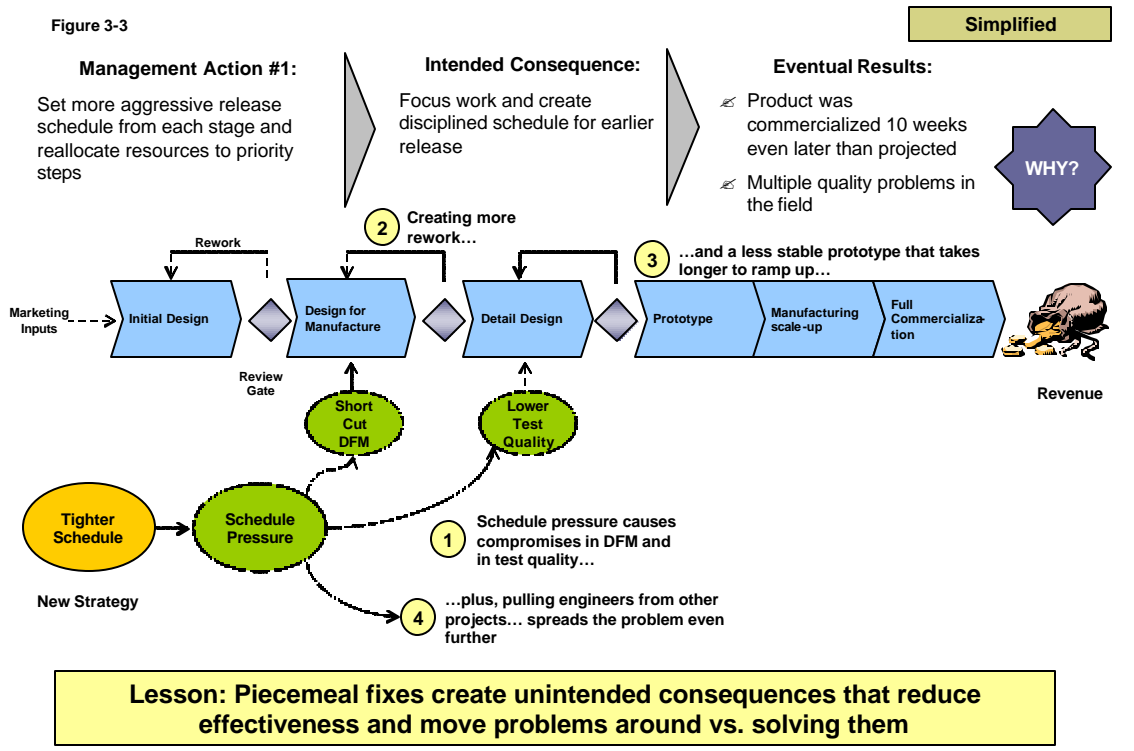 Figure 3-3
Simplified
Management Action #1:
Set more aggressive release
schedule from each stage and
reallocate resources to priority
steps
Intended Consequence:
Focus work and create
disciplined schedule for earlier
release
Eventual Results:
Product was
commercialized 10 weeks
even later than projected
Multiple quality problems in
the field
WHY?
2
Creating more
rework…
Rework
3
…and a less stable prototype that takes
longer to ramp up…
Marketing
Inputs
Initial Design
Design for
Manufacture
Detail Design
Prototype
Manufacturing
scale-up
Full
Commercializa-
tion
Review
Gate
Revenue
Short
Cut
DFM
Lower
Test
Quality
Tighter
Schedule
Schedule
Pressure
1
Schedule pressure causes
compromises in DFM and
in test quality…
New Strategy
4
…plus, pulling engineers from other
projects… spreads the problem even
further
Lesson: Piecemeal fixes create unintended consequences that reduce
effectiveness and move problems around vs. solving them